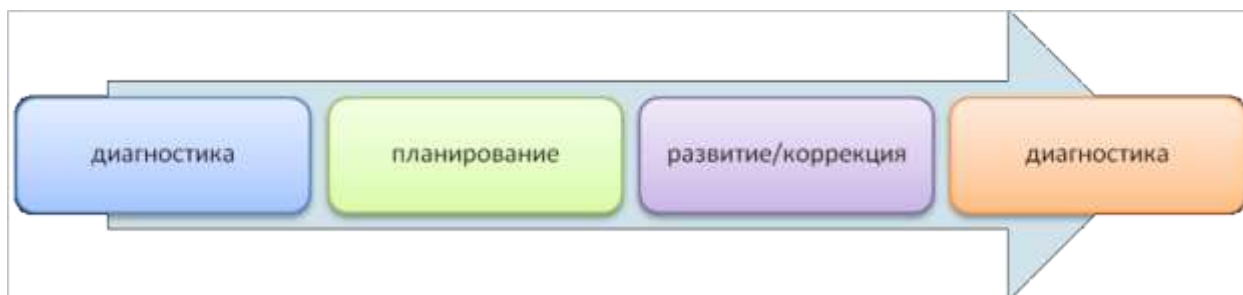 диагностика
планирование
развитие/коррекция
диагностика